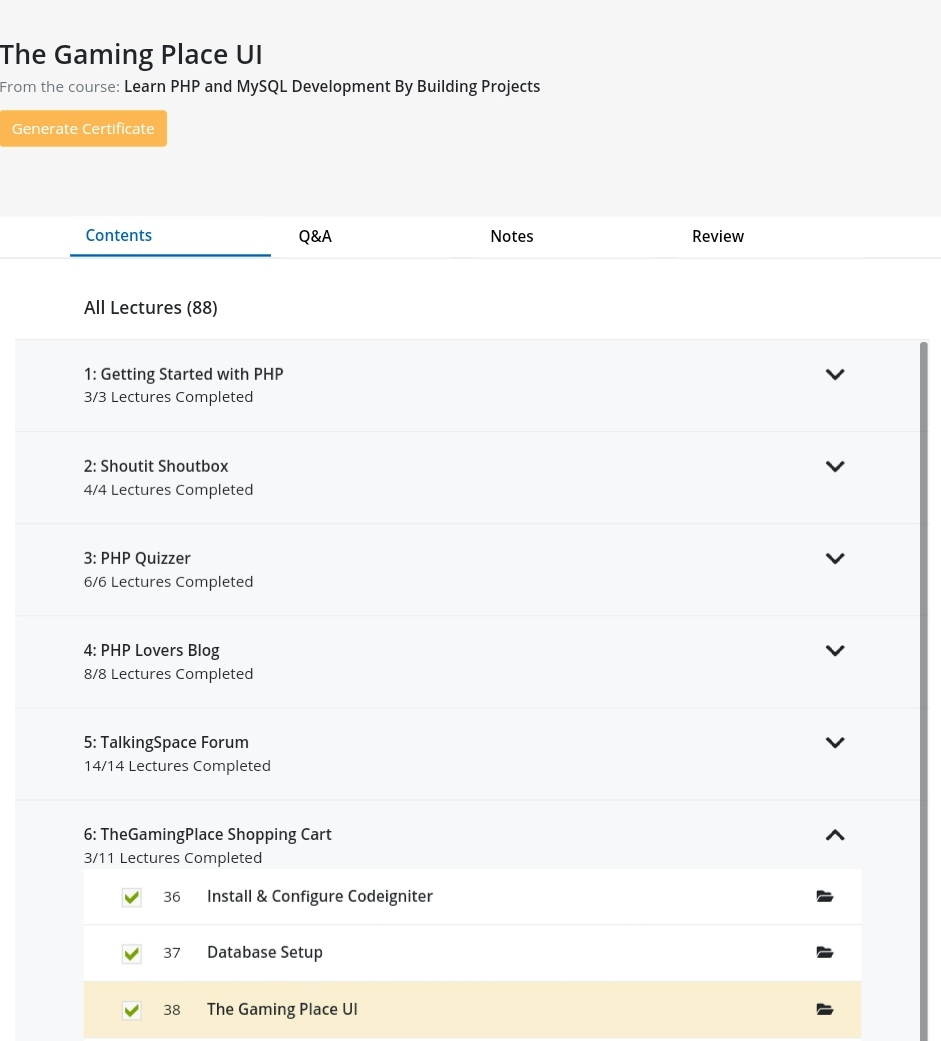 The Gaming Place UI
From the course: Learn PHP and MySQL Development By Building Projects
Generate Certificate
Contents Q&A Notes Review
All Lectures (88)
1: Getting Started with PHP
3/3 Lectures Completed
2: Shoutit Shoutbox
4/4 Lectures Completed
3: PHP Quizzer
6/6 Lectures Completed
4: PHP Lovers Blog
8/8 Lectures Completed
5: TalkingSpace Forum
14/14 Lectures Completed
6: TheGamingPlace Shopping Cart
3/11 Lectures Completed
36 Install & Configure Codeigniter
37 Database Setup
38 The Gaming Place UI